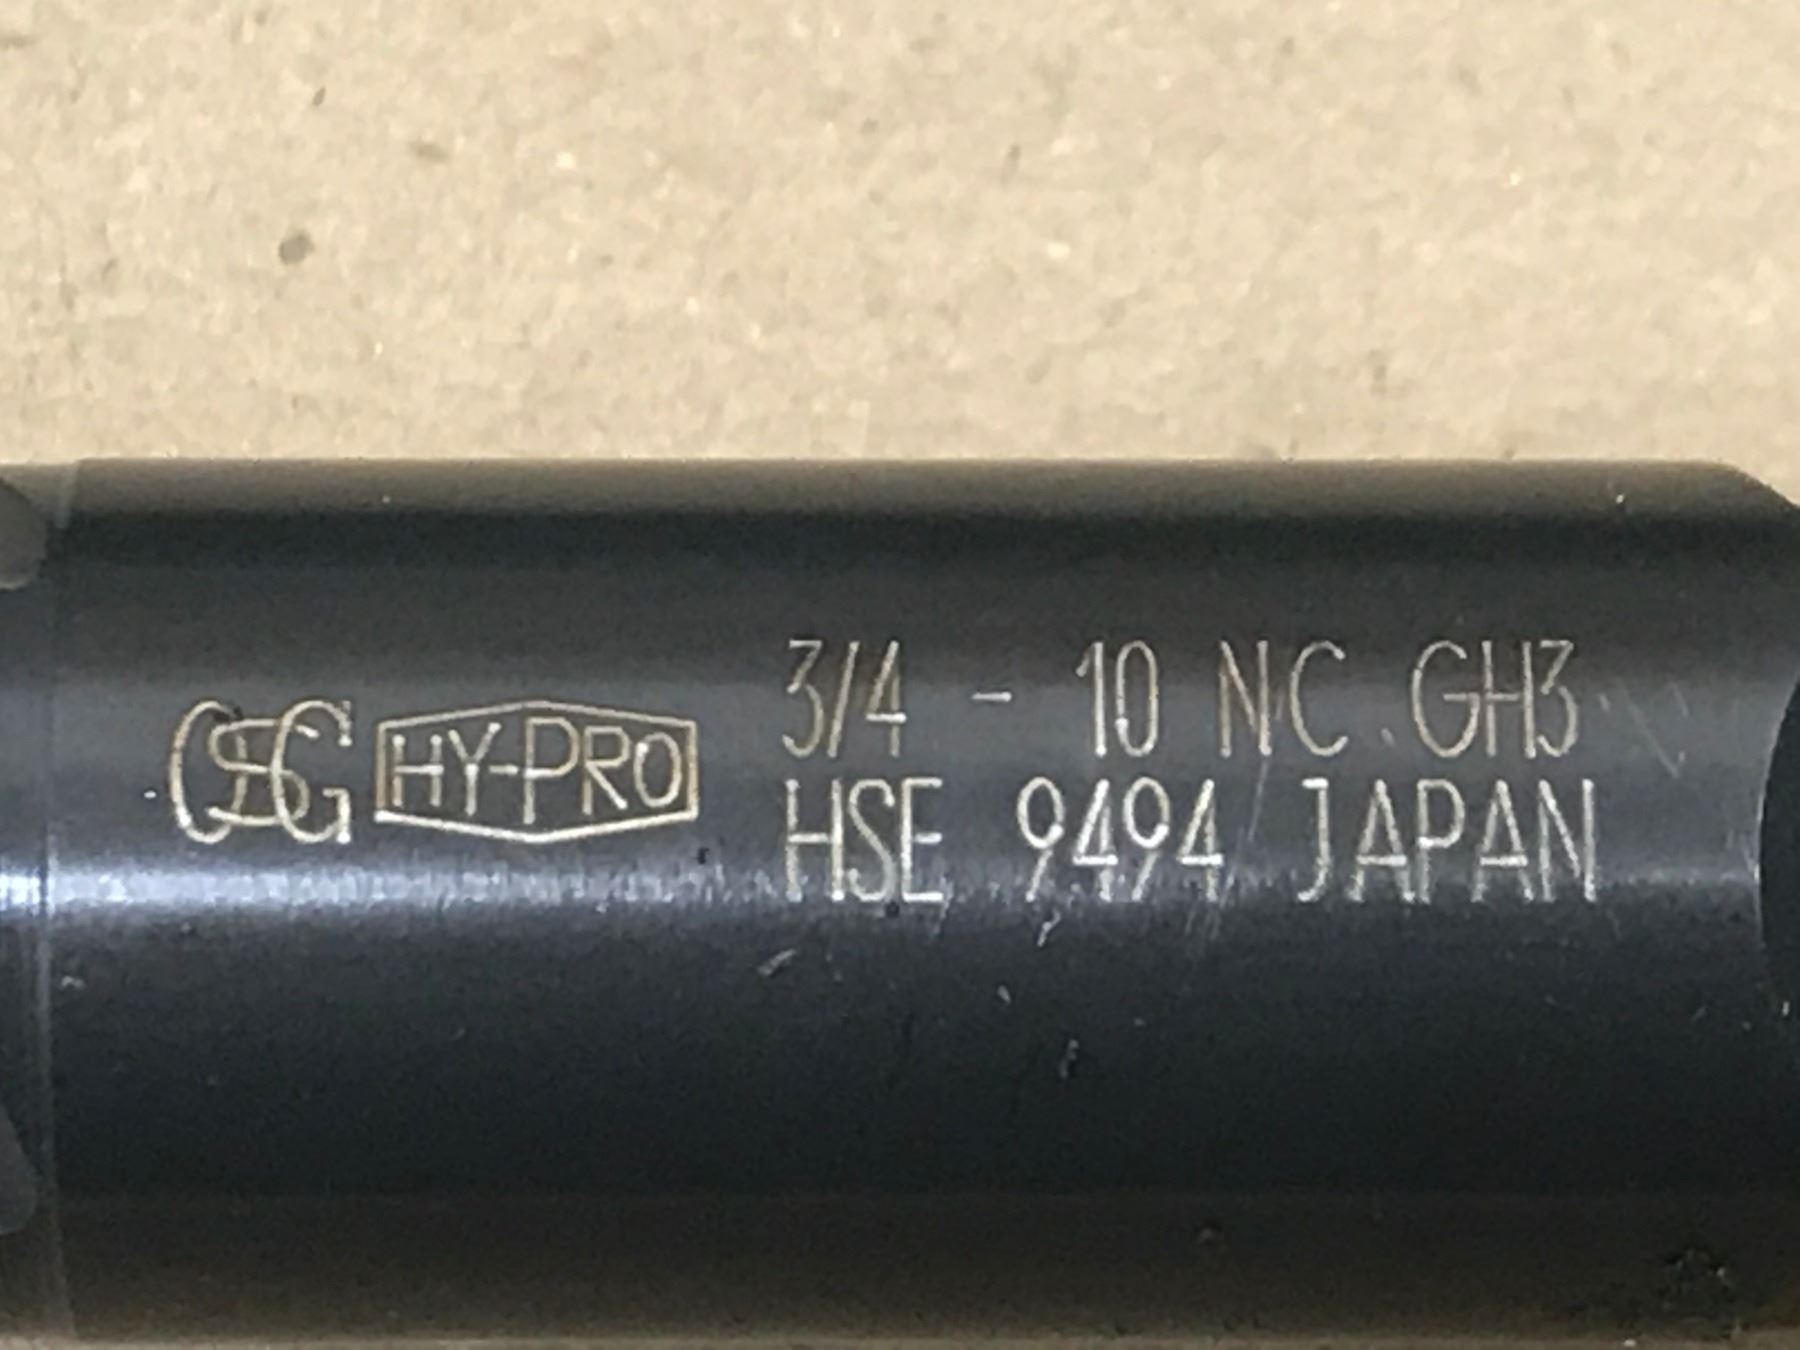 OSG HY-PRO 3/4 - 10 NC GH3
HSE 9494 JAPAN